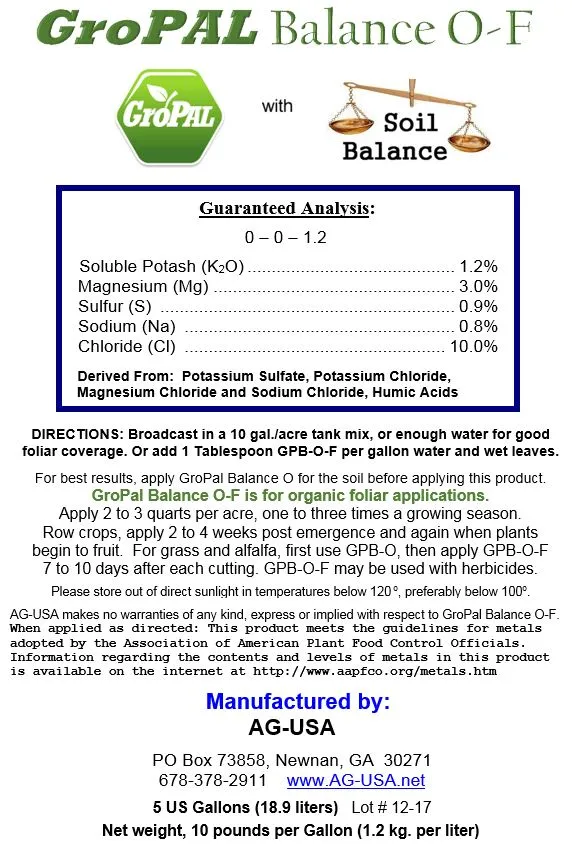 GroPAL Balance O-F
GroPAL
with
Soil
Balance
Guaranteed Analysis:
0 – 0 – 1.2
Soluble Potash (K2O) ........................................ 1.2%
Magnesium (Mg) .............................................. 3.0%
Sulfur (S) ................................................... 0.9%
Sodium (Na) .................................................... 0.8%
Chloride (Cl) ................................................. 10.0%
Derived From: Potassium Sulfate, Potassium Chloride,
Magnesium Chloride and Sodium Chloride, Humic Acids
DIRECTIONS: Broadcast in a 10 gal./acre tank mix, or enough water for good
foliar coverage. Or add 1 Tablespoon GPB-O-F per gallon water and wet leaves.
For best results, apply GroPal Balance O for the soil before applying this product.
GroPal Balance O-F is for organic foliar applications.
Apply 2 to 3 quarts per acre, one to three times a growing season.
Row crops, apply 2 to 4 weeks post emergence and again when plants
begin to fruit. For grass and alfalfa, first use GPB-O, then apply GPB-O-F
7 to 10 days after each cutting. GPB-O-F may be used with herbicides.
Please store out of direct sunlight in temperatures below 120 º, preferably below 100º.
AG-USA makes no warranties of any kind, express or implied with respect to GroPal Balance O-F.
When applied as directed: This product meets the guidelines for metals
adopted by the Association of American Plant Food Control Officials.
Information regarding the contents and levels of metals in this product
is available on the internet at http://www.aapfco.org/metals.htm
Manufactured by:
AG-USA
PO Box 73858, Newnan, GA 30271
678-378-2911 www.AG-USA.net
5 US Gallons (18.9 liters) Lot # 12-17
Net weight, 10 pounds per Gallon (1.2 kg. per liter)